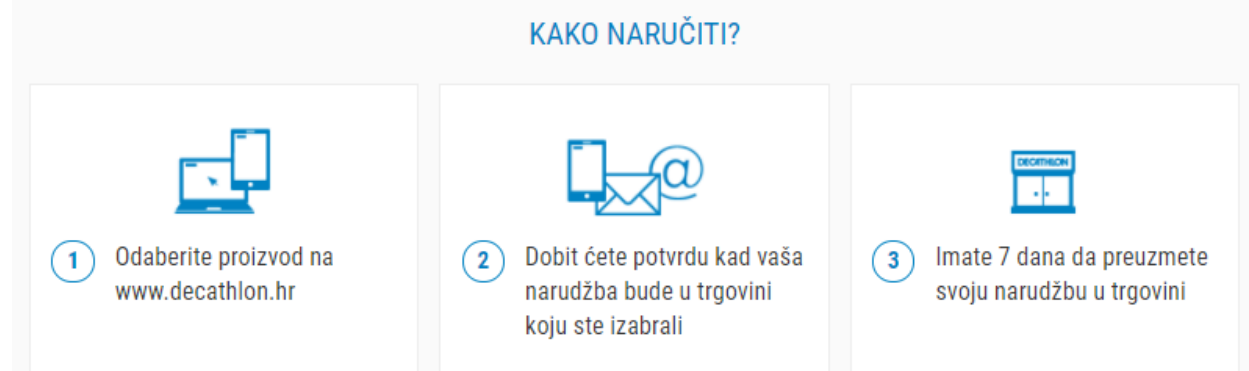 KAKO NARUČITI?
1
Odaberite proizvod na
www.decathlon.hr
2
Dobit ćete potvrdu kad vaša
narudžba bude u trgovini
koju ste izabrali
DECATHLON
3
Imate 7 dana da preuzmete
svoju narudžbu u trgovini